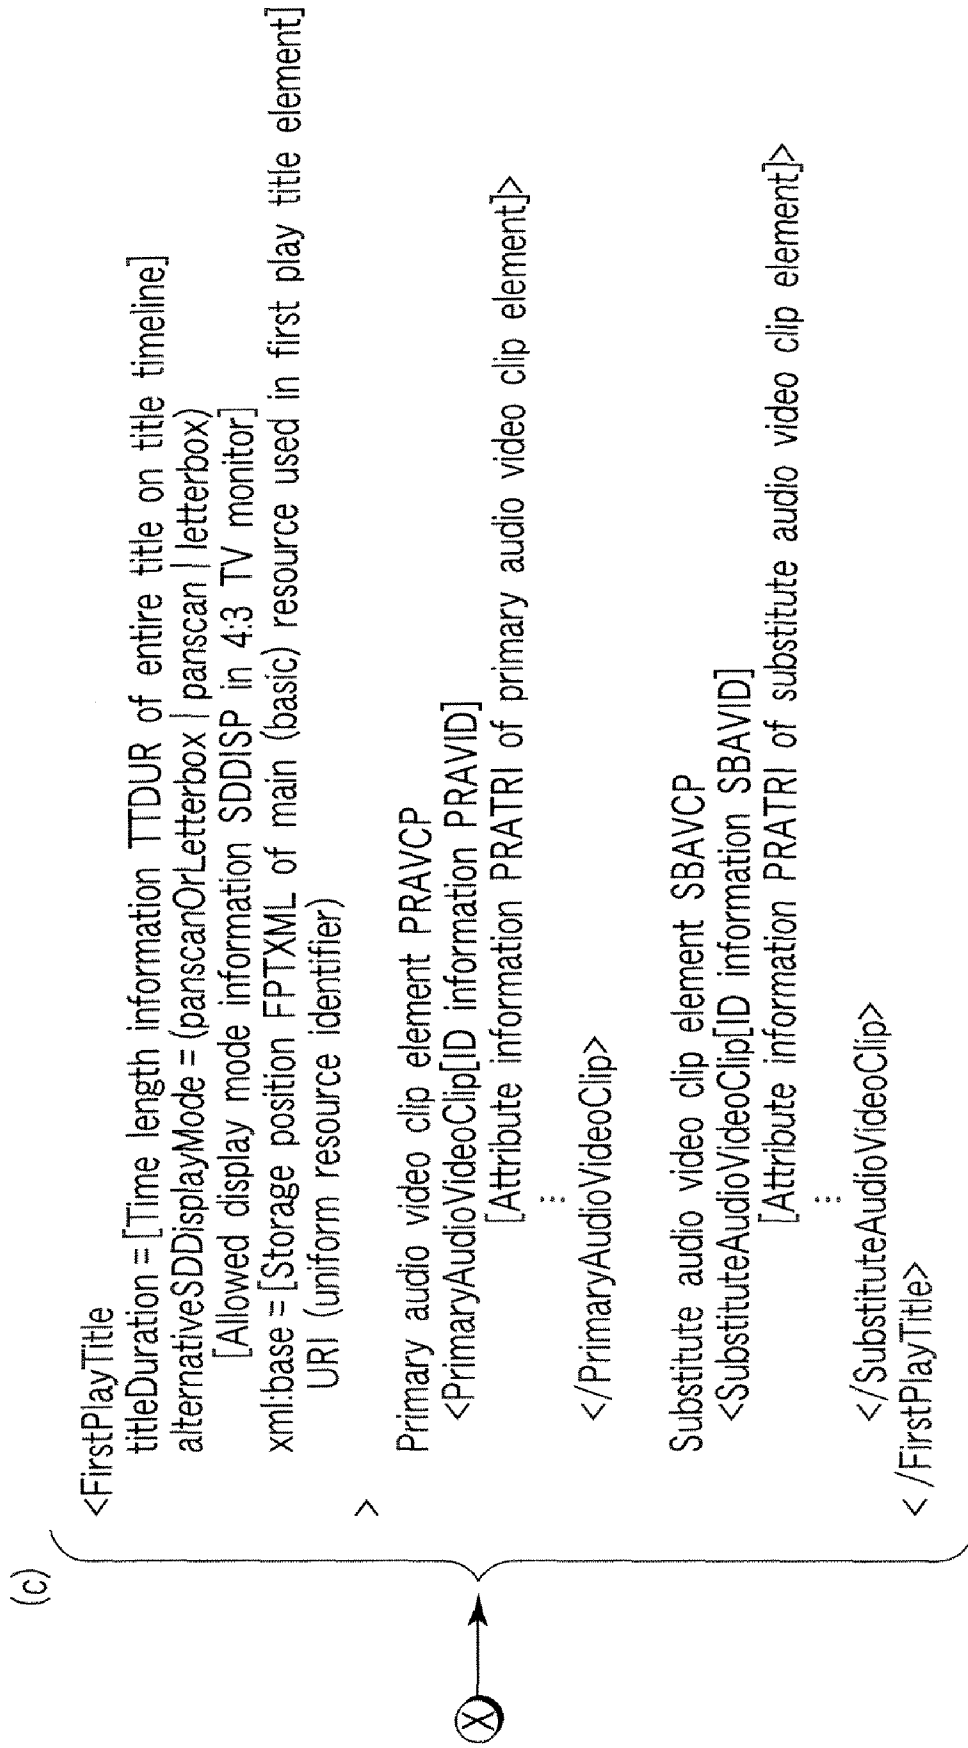 (c)
<FirstPlayTitle
titleDuration = [Time length information TTDUR of entire title on title timeline]
alternativeSDDisplayMode = (panscanOrLetterbox | panscan | letterbox)
[Allowed display mode information SDDISP in 4:3 TV monitor]
xml:base = [Storage position FPTXML of main (basic) resource used in first play title element]
URI (uniform resource identifier)
>
Primary audio video clip element PRAVCP
<PrimaryAudioVideoClip[ID information PRAVID]
[Attribute information PRATRI of primary audio video clip element]>
⋮
</PrimaryAudioVideoClip>
Substitute audio video clip element SBAVCP
<SubstituteAudioVideoClip[ID information SBAVID]
[Attribute information PRATRI of substitute audio video clip element]>
⋮
</SubstituteAudioVideoClip>
< /FirstPlayTitle>
X